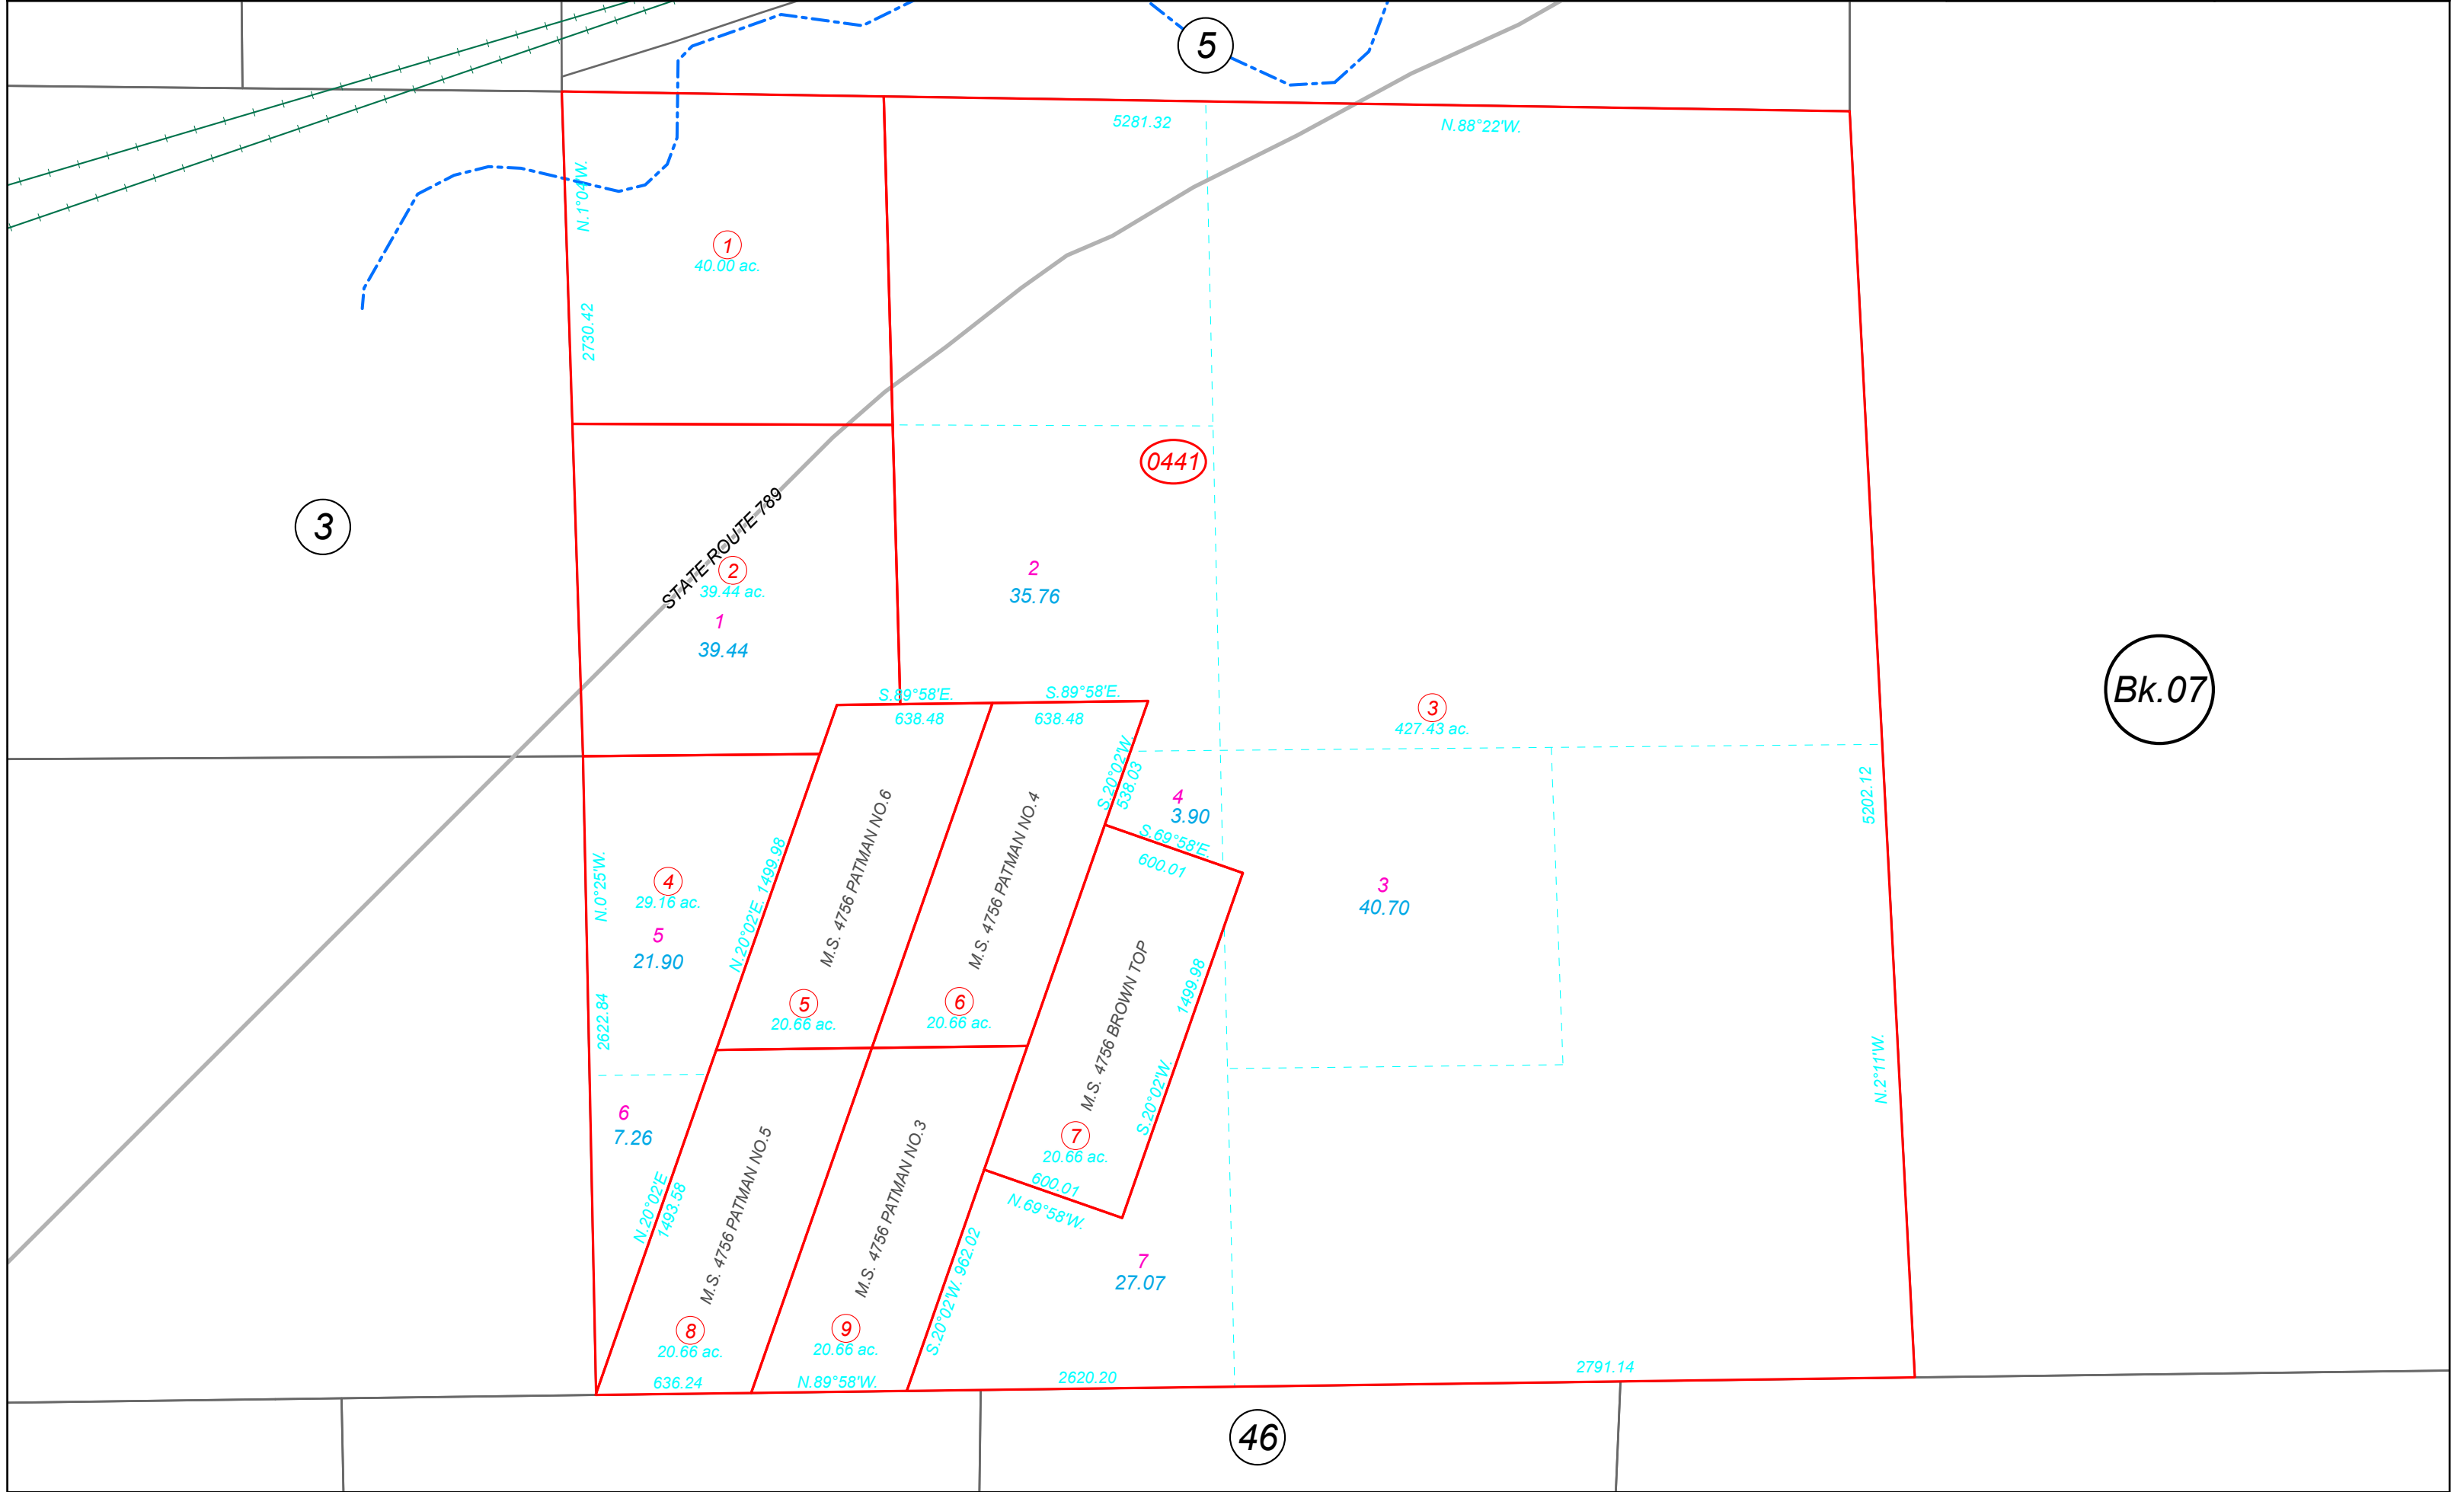 5
5281.32
N.88°22'W.
N.1°04'W.
1
40.00 ac.
2730.42
0441
3
STATE ROUTE 789
2
39.44 ac.
1
39.44
2
35.76
Bk.07
S.89°58'E.
638.48
S.89°58'E.
638.48
3
427.43 ac.
S.20°02'W.
538.03
4
3.90
S.69°58'E.
600.01
5202.12
N.0°25'W.
4
29.16 ac.
5
21.90
N.20°02'E. 1499.98
M.S. 4756 PATMAN NO.6
M.S. 4756 PATMAN NO.4
3
40.70
2622.84
5
20.66 ac.
6
20.66 ac.
M.S. 4756 BROWN TOP
1499.98
S.20°02'W.
N.2°11'W.
6
7.26
7
20.66 ac.
600.01
N.69°58'W.
N.20°02'E
1493.58
M.S. 4756 PATMAN NO.5
M.S. 4756 PATMAN NO.3
S.20°02'W. 962.02
7
27.07
8
20.66 ac.
9
20.66 ac.
636.24
N.89°58'W.
2620.20
2791.14
46